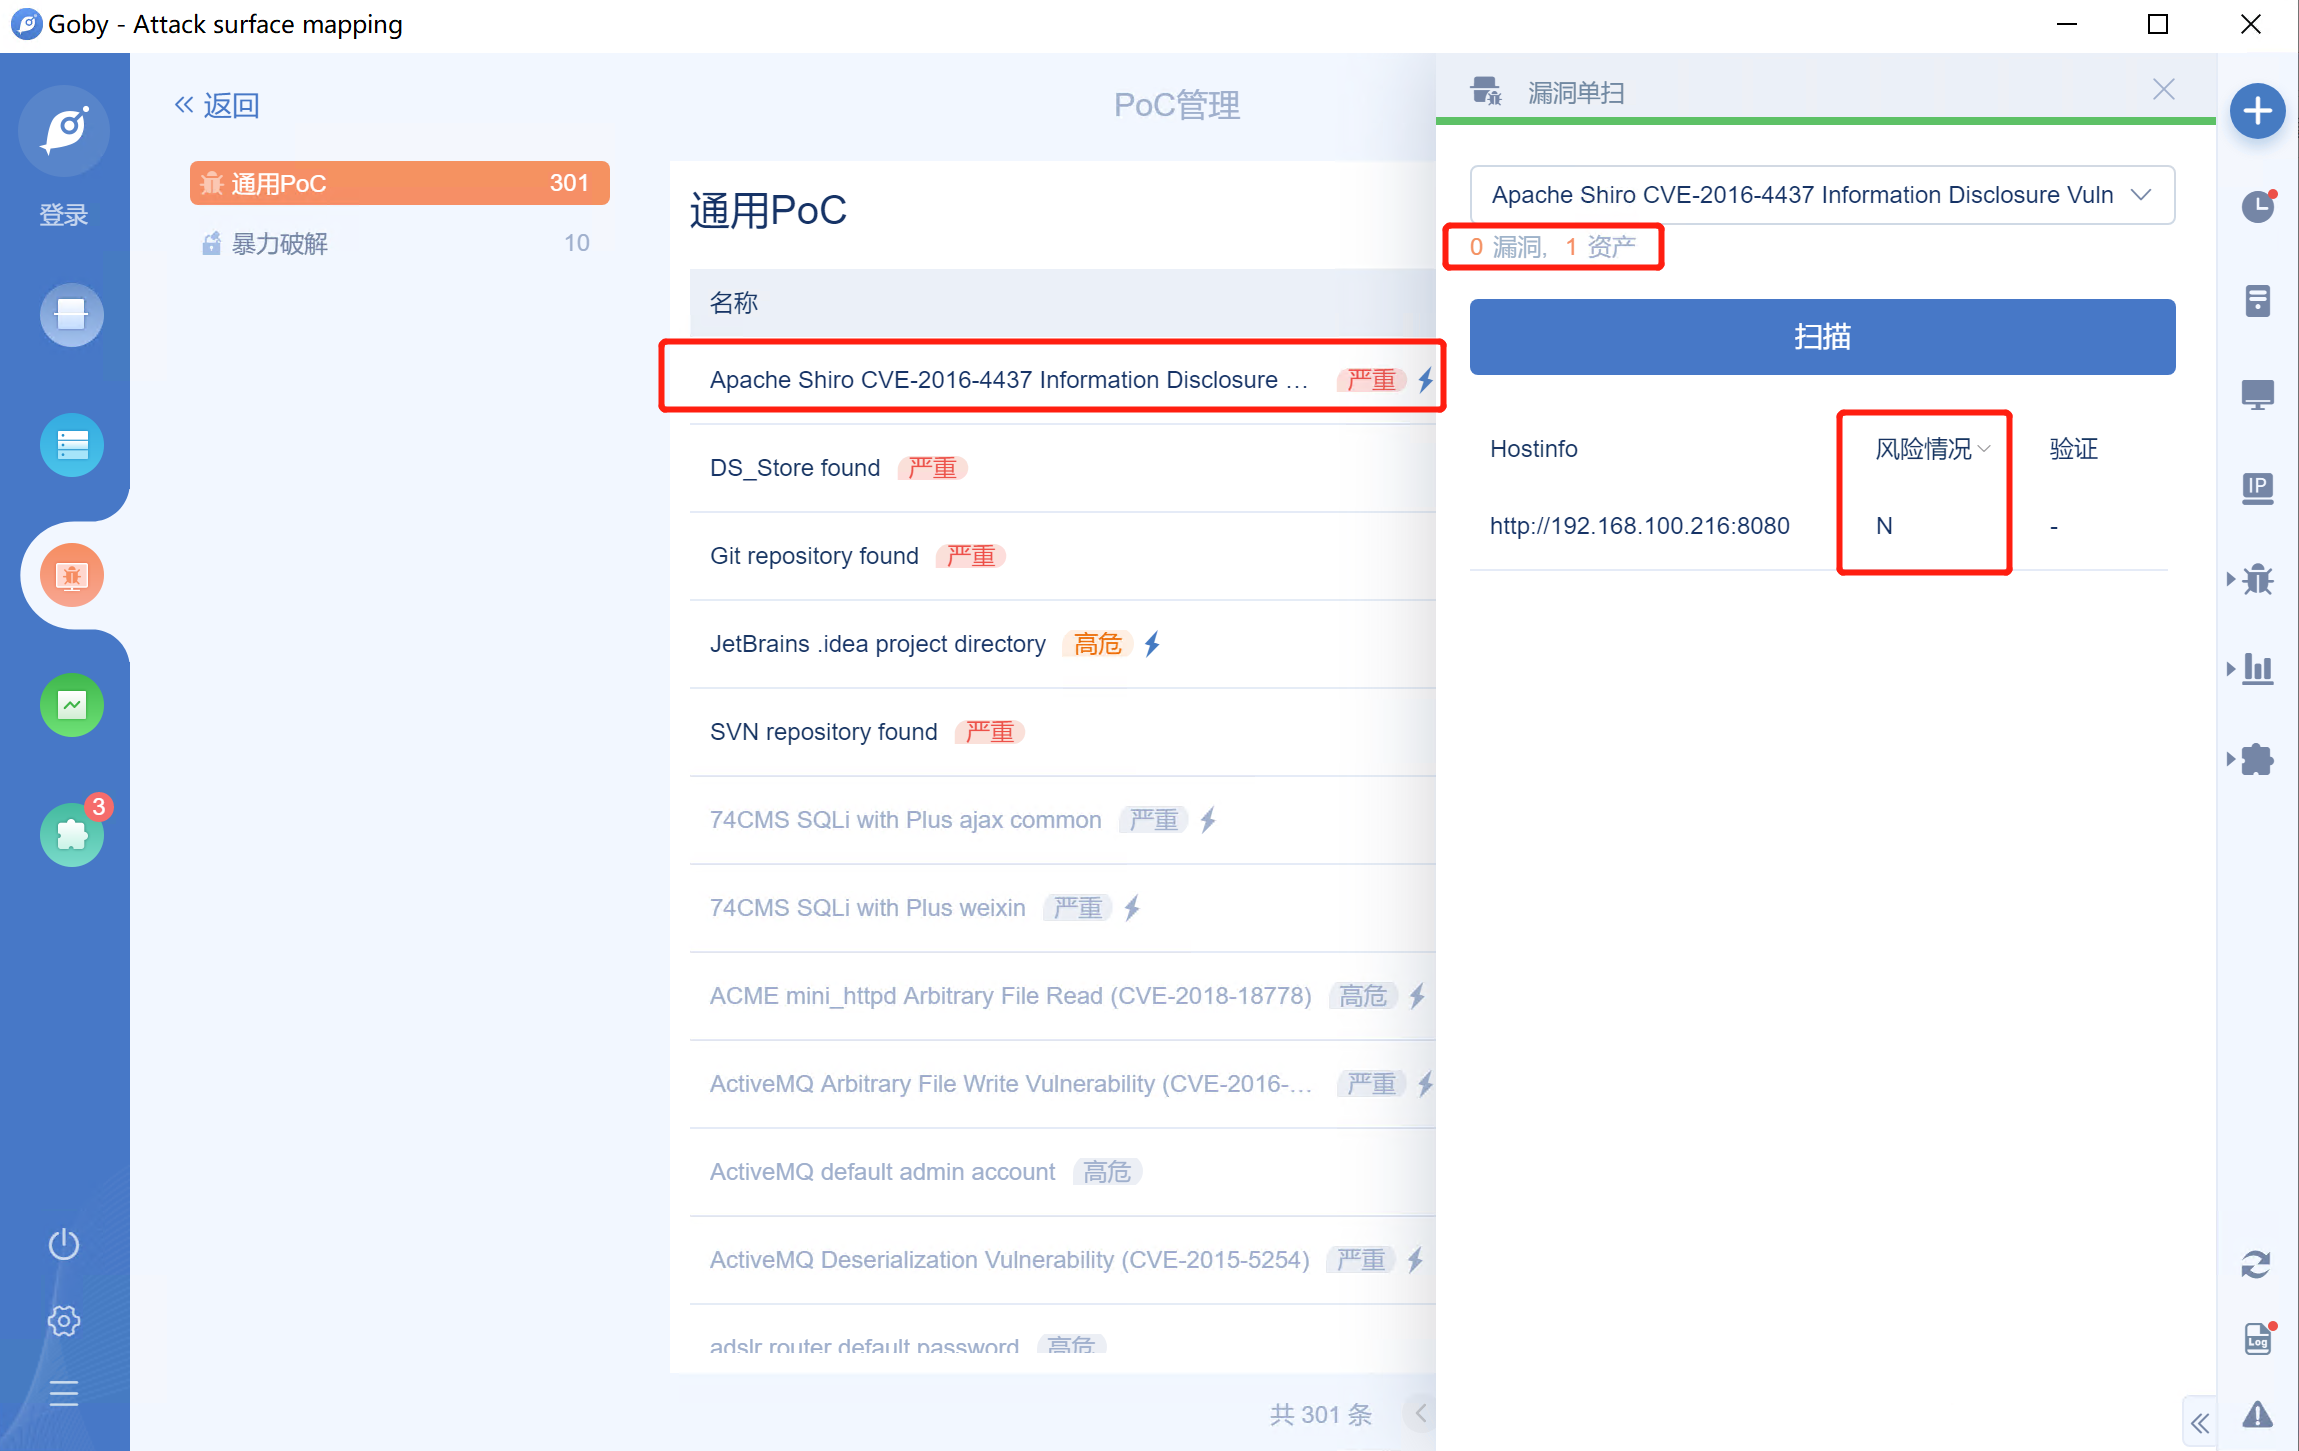 Goby - Attack surface mapping
登录
3
« 返回
PoC管理
通用PoC 301
暴力破解 10
通用PoC
名称
Apache Shiro CVE-2016-4437 Information Disclosure ... 严重
DS_Store found 严重
Git repository found 严重
JetBrains .idea project directory 高危
SVN repository found 严重
74CMS SQLi with Plus ajax common 严重
74CMS SQLi with Plus weixin 严重
ACME mini_httpd Arbitrary File Read (CVE-2018-18778) 高危
ActiveMQ Arbitrary File Write Vulnerability (CVE-2016-... 严重
ActiveMQ default admin account 高危
ActiveMQ Deserialization Vulnerability (CVE-2015-5254) 严重
adslr router default password 高危
共 301 条
漏洞单扫
Apache Shiro CVE-2016-4437 Information Disclosure Vuln
0 漏洞, 1 资产
扫描
Hostinfo 风险情况 验证
http://192.168.100.216:8080 N -
IP
Log